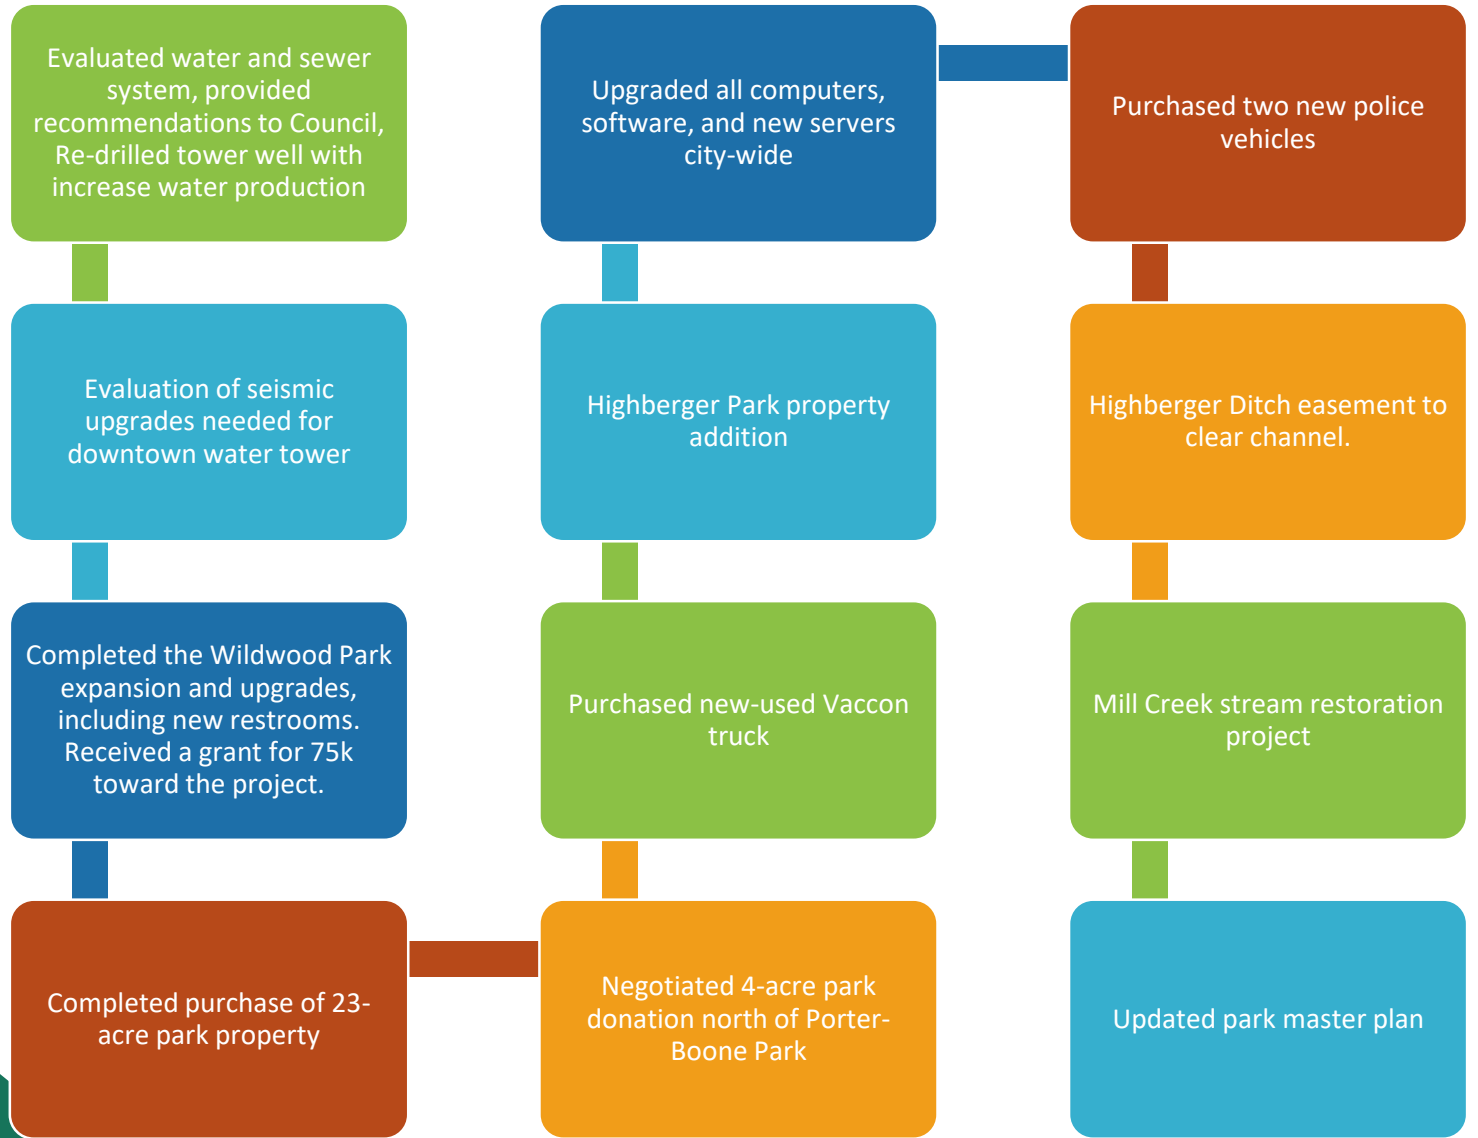 Evaluated water and sewer
system, provided
recommendations to Council,
Re-drilled tower well with
increase water production
Evaluation of seismic
upgrades needed for
downtown water tower
Completed the Wildwood Park
expansion and upgrades,
including new restrooms.
Received a grant for 75k
toward the project.
Completed purchase of 23-
acre park property
Negotiated 4-acre park
donation north of Porter-
Boone Park
Purchased new-used Vaccon
truck
Highberger Park property
addition
Upgraded all computers,
software, and new servers
city-wide
Purchased two new police
vehicles
Highberger Ditch easement to
clear channel.
Mill Creek stream restoration
project
Updated park master plan